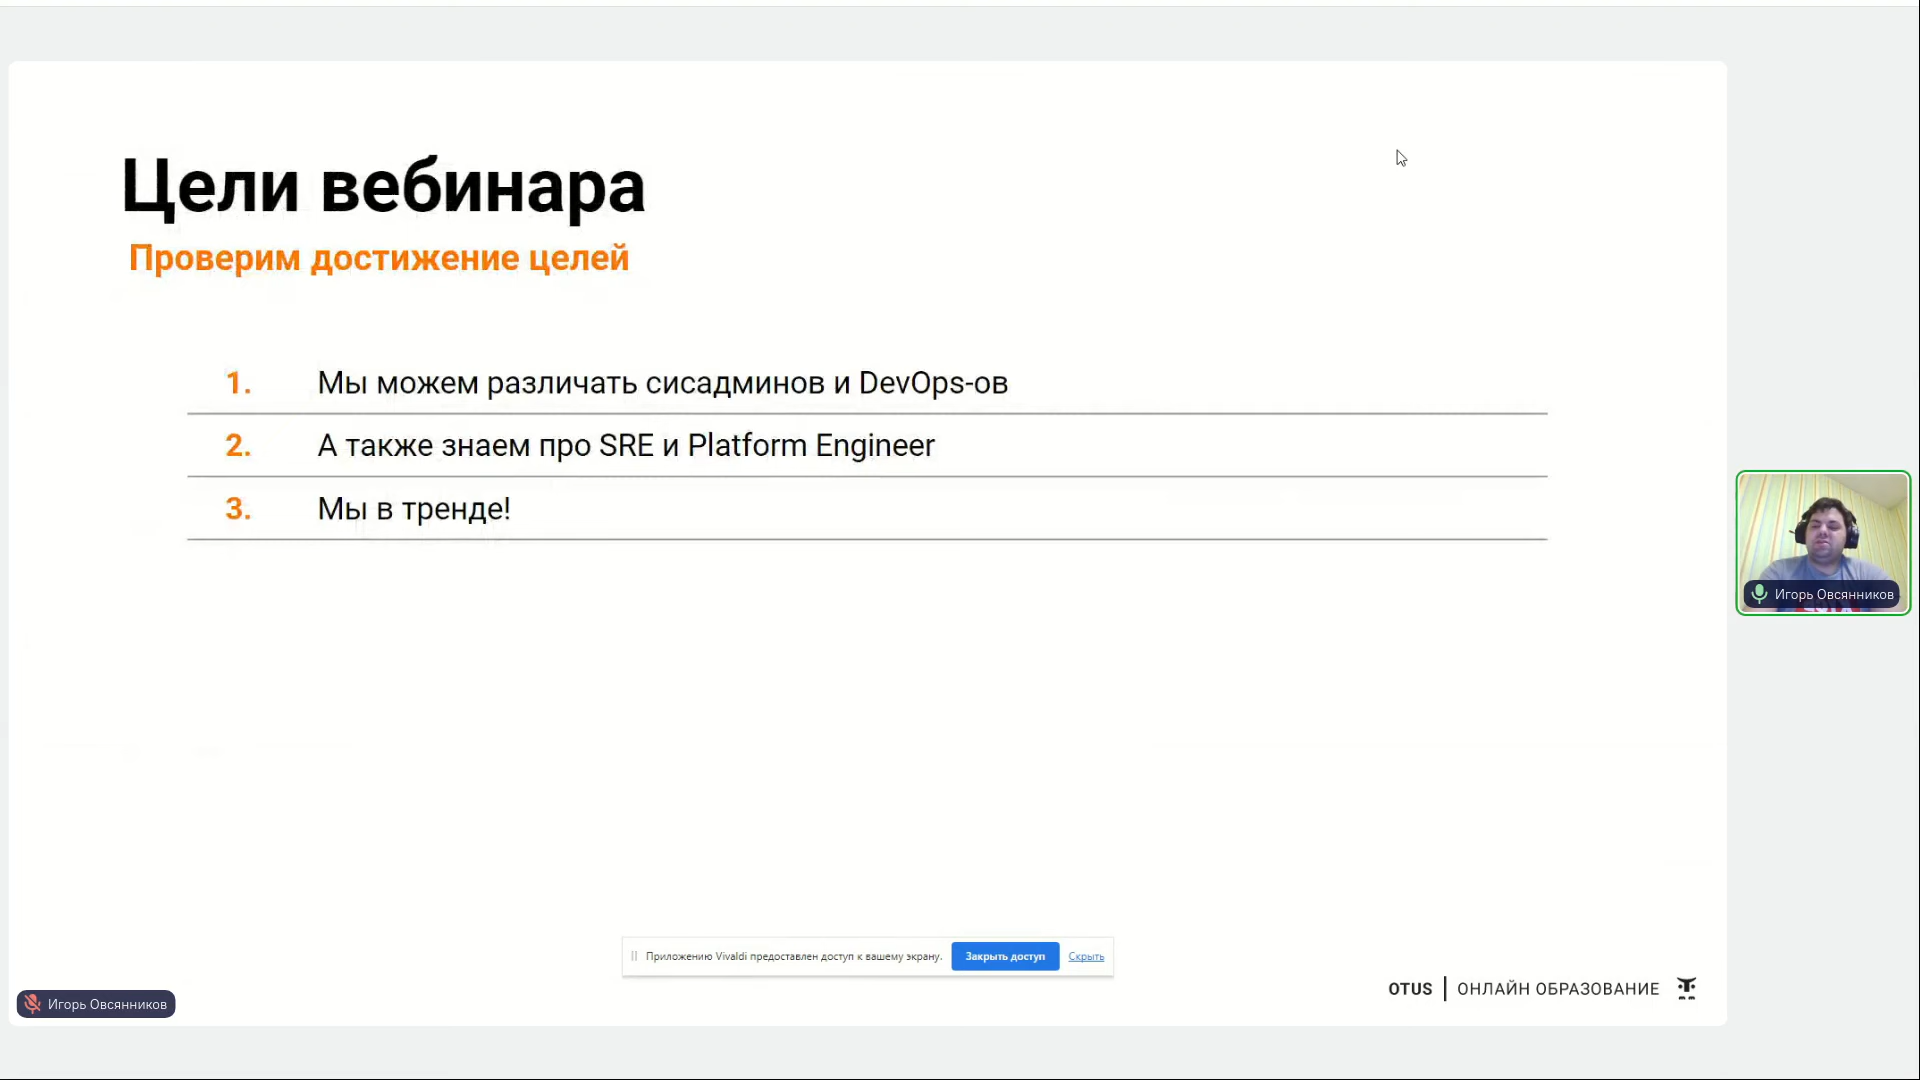 Цели вебинара
Проверим достижение целей
1. Мы можем различать сисадминов и DevOps-ов
2. А также знаем про SRE и Platform Engineer
3. Мы в тренде!
Игорь Овсянников
Приложению Vivaldi предоставлен доступ к вашему экрану. Закрыть доступ Скрыть
OTUS | ОНЛАЙН ОБРАЗОВАНИЕ
Игорь Овсянников